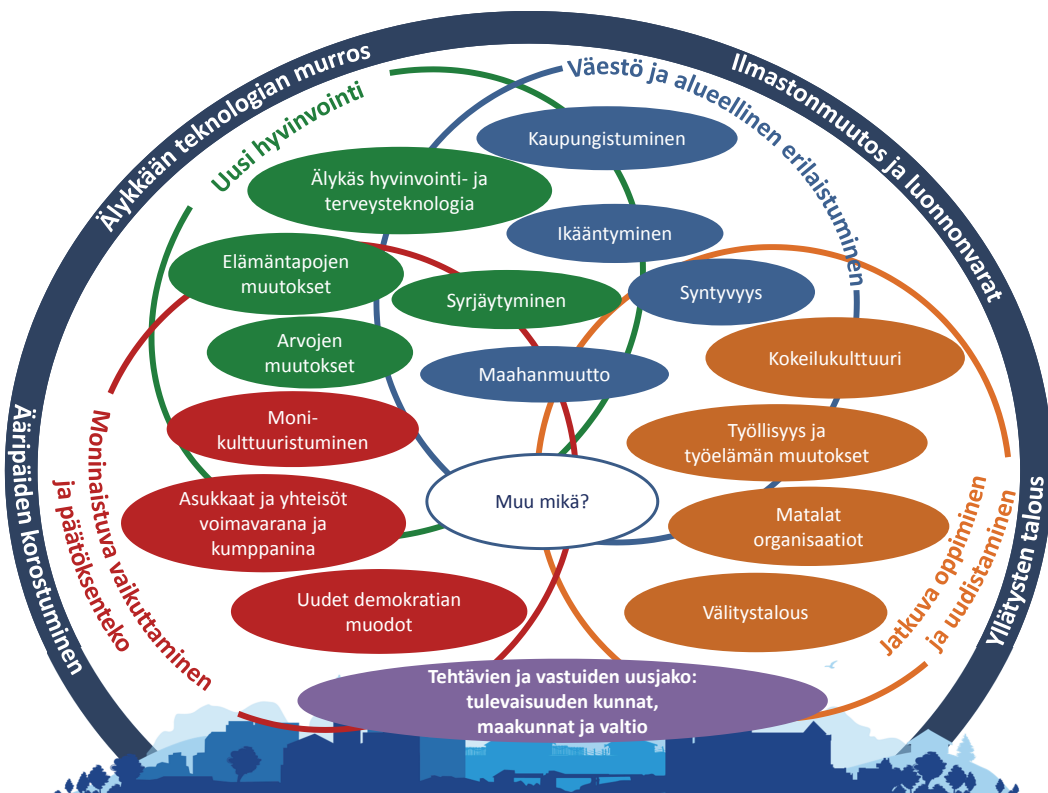 Älykkään teknologian murros
Ilmastonmuutos ja luonnonvarat
Ääripäiden korostuminen
Yllätysten talous
Uusi hyvinvointi
Väestö ja alueellinen erilaistuminen
Kaupungistuminen
Älykäs hyvinvointi- ja
terveysteknologia
Ikääntyminen
Elämäntapojen
muutokset
Syrjäytyminen
Syntyvyys
Arvojen
muutokset
Maahanmuutto
Kokeilukulttuuri
Moni-
kulttuuristuminen
Työllisyys ja
työelämän muutokset
Muu mikä?
Asukkaat ja yhteisöt
voimavarana ja
kumppanina
Matalat
organisaatiot
Uudet demokratian
muodot
Välitystalous
Moninaistuva vaikuttaminen
ja päätöksenteko
Jatkuva oppiminen
ja uudistaminen
Tehtävien ja vastuiden uusjako:
tulevaisuuden kunnat,
maakunnat ja valtio